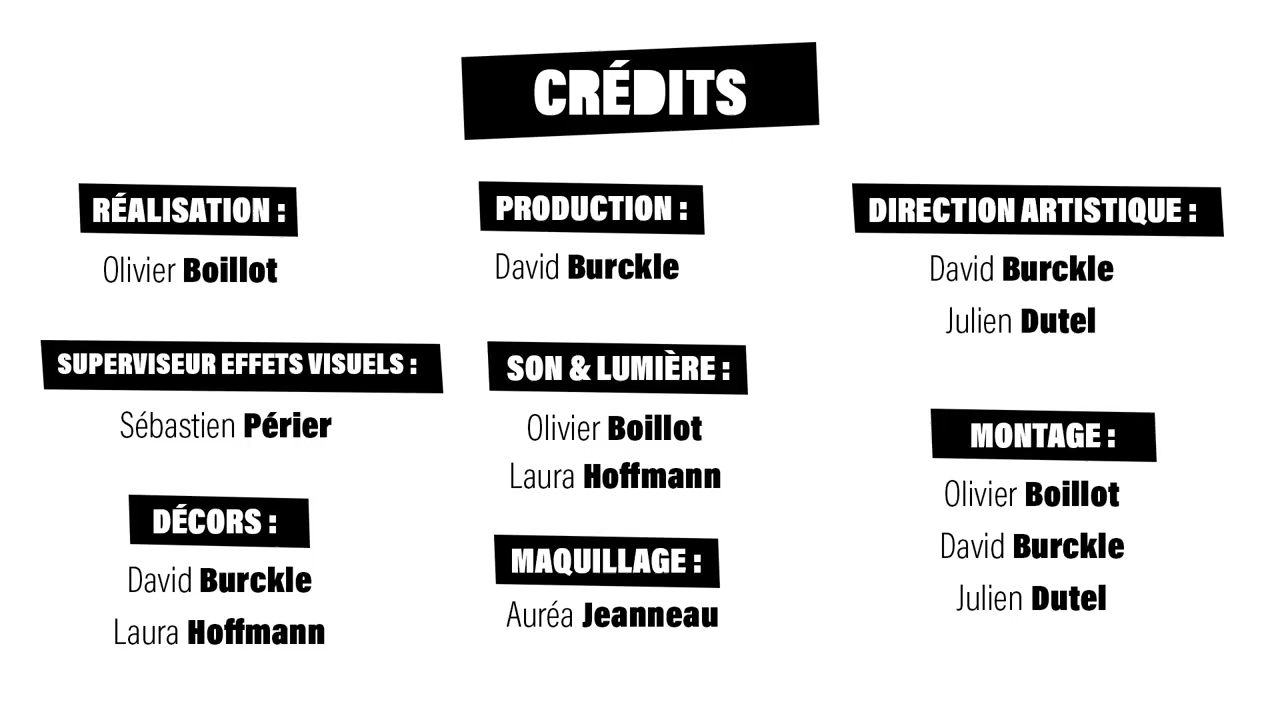 CRÉDITS
RÉALISATION :
Olivier Boillot
SUPERVISEUR EFFETS VISUELS :
Sébastien Périer
DÉCORS :
David Burckle
Laura Hoffmann
PRODUCTION :
David Burckle
SON & LUMIÈRE :
Olivier Boillot
Laura Hoffmann
MAQUILLAGE :
Auréa Jeanneau
DIRECTION ARTISTIQUE :
David Burckle
Julien Dutel
MONTAGE :
Olivier Boillot
David Burckle
Julien Dutel